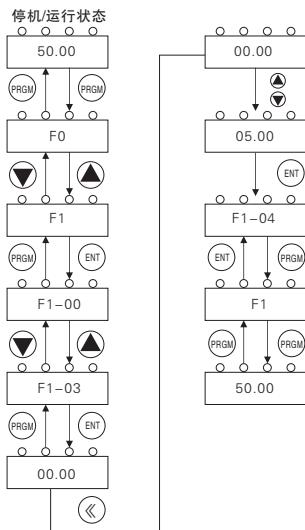 停机/运行状态
50.00
PRGM PRGM
F0
F1
PRGM ENT
F1-00
F1-03
PRGM ENT
00.00
00.00
05.00
ENT
F1-04
ENT PRGM
F1
PRGM PRGM
50.00